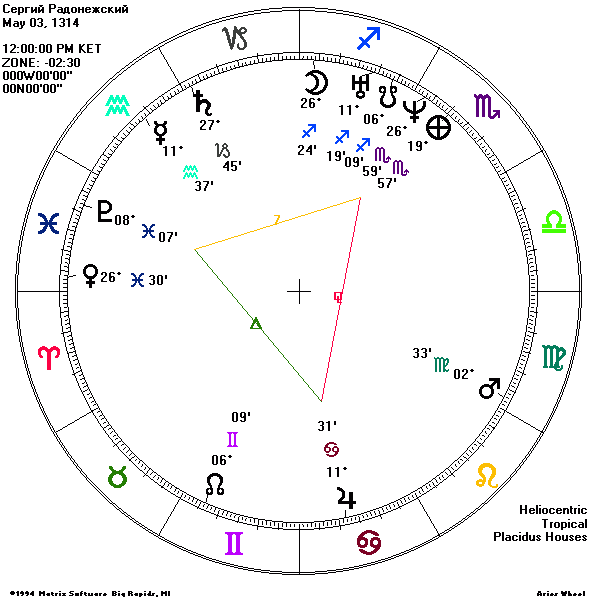 Сергий Радонежский
May 03, 1314
12:00:00 PM KET
ZONE: -02:30
000W00'00"
00N00'00"
26° 24'
11° 19'
06° 09'
26° 59'
19° 57'
27° 45'
11° 37'
08° 07'
26° 30'
33' 02°
09' 06°
31' 11°
7
Heliocentric
Tropical
Placidus Houses
©1994 Matrix Software Big Rapids, MI
Aries Wheel